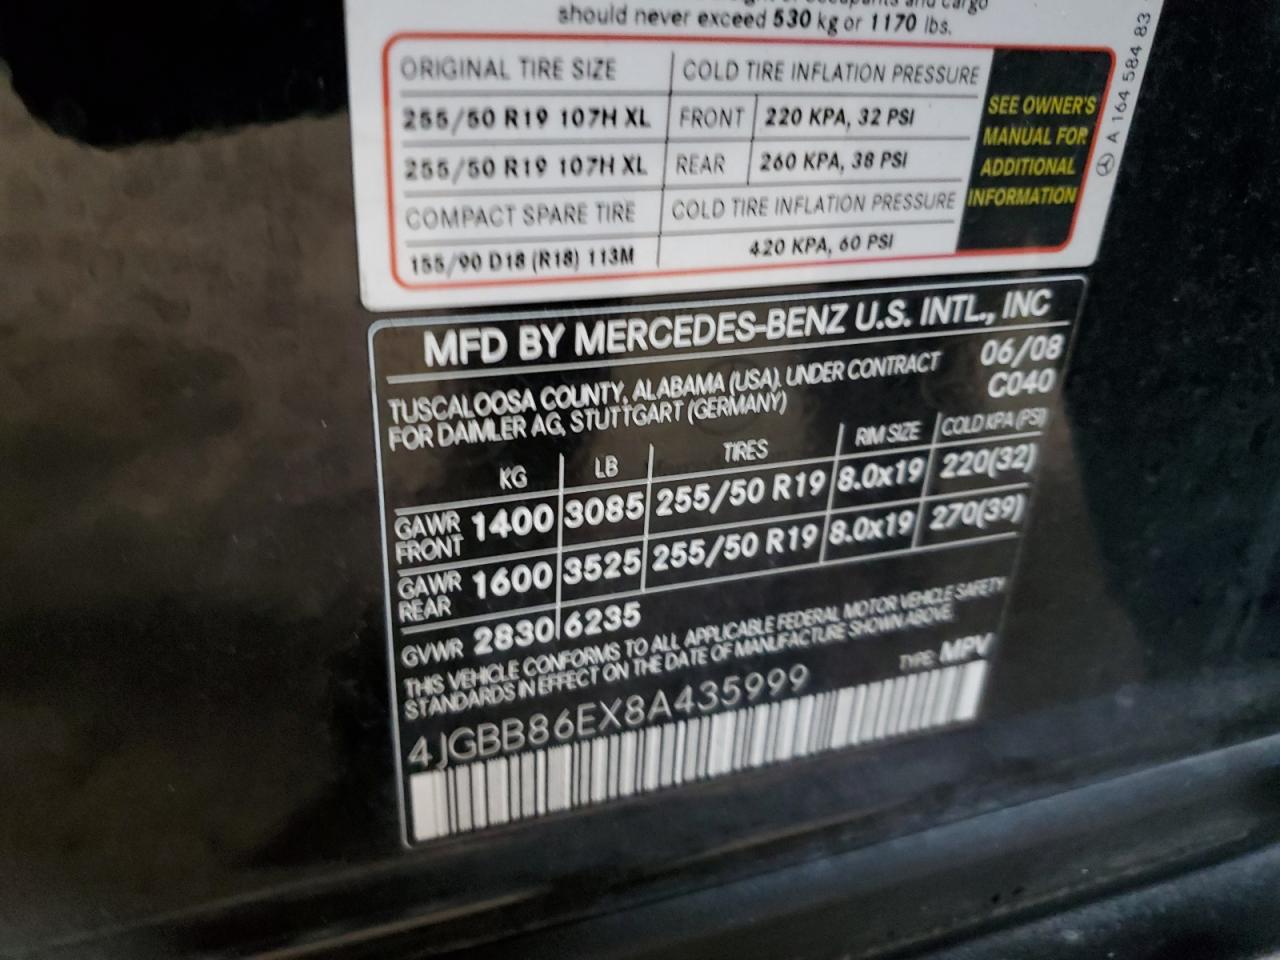 occupants and cargo
should never exceed 530 kg or 1170 lbs.
ORIGINAL TIRE SIZE COLD TIRE INFLATION PRESSURE
255/50 R19 107H XL FRONT 220 KPA, 32 PSI
255/50 R19 107H XL REAR 260 KPA, 38 PSI
COMPACT SPARE TIRE COLD TIRE INFLATION PRESSURE
155/90 D18 (R18) 113M 420 KPA, 60 PSI
SEE OWNER'S
MANUAL FOR
ADDITIONAL
INFORMATION
A 164 584 83
MFD BY MERCEDES-BENZ U.S. INTL., INC
TUSCALOOSA COUNTY, ALABAMA (USA), UNDER CONTRACT 06/08
FOR DAIMLER AG, STUTTGART (GERMANY) C040
KG LB TIRES RIM SIZE COLD KPA (PSI)
GAWR FRONT 1400 3085 255/50 R19 8.0x19 220(32)
GAWR REAR 1600 3525 255/50 R19 8.0x19 270(39)
GVWR 2830 6235
THIS VEHICLE CONFORMS TO ALL APPLICABLE FEDERAL MOTOR VEHICLE SAFETY
STANDARDS IN EFFECT ON THE DATE OF MANUFACTURE SHOWN ABOVE.
4JGBB86EX8A435999 TYPE: MPV